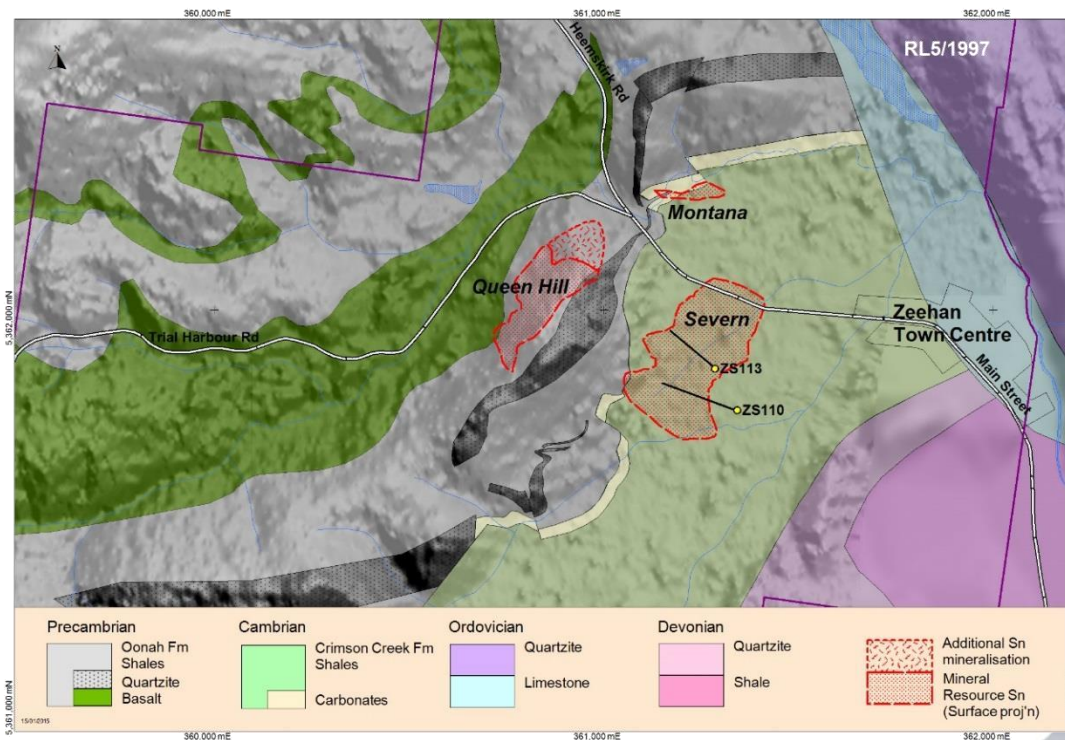 360,000 mE
361,000 mE
362,000 mE
RL5/1997
N
Heemskirk Rd
Montana
Queen Hill
5,362,000 mN
Severn
Zeehan
Town Centre
Trial Harbour Rd
Main Street
ZS113
ZS110
Precambrian
Oonah Fm
Shales
Quartzite
Basalt
Cambrian
Crimson Creek Fm
Shales
Carbonates
Ordovician
Quartzite
Limestone
Devonian
Quartzite
Shale
Additional Sn
mineralisation
Mineral
Resource Sn
(Surface proj'n)
5,361,000 mN
15/01/2015
360,000 mE
361,000 mE
362,000 mE